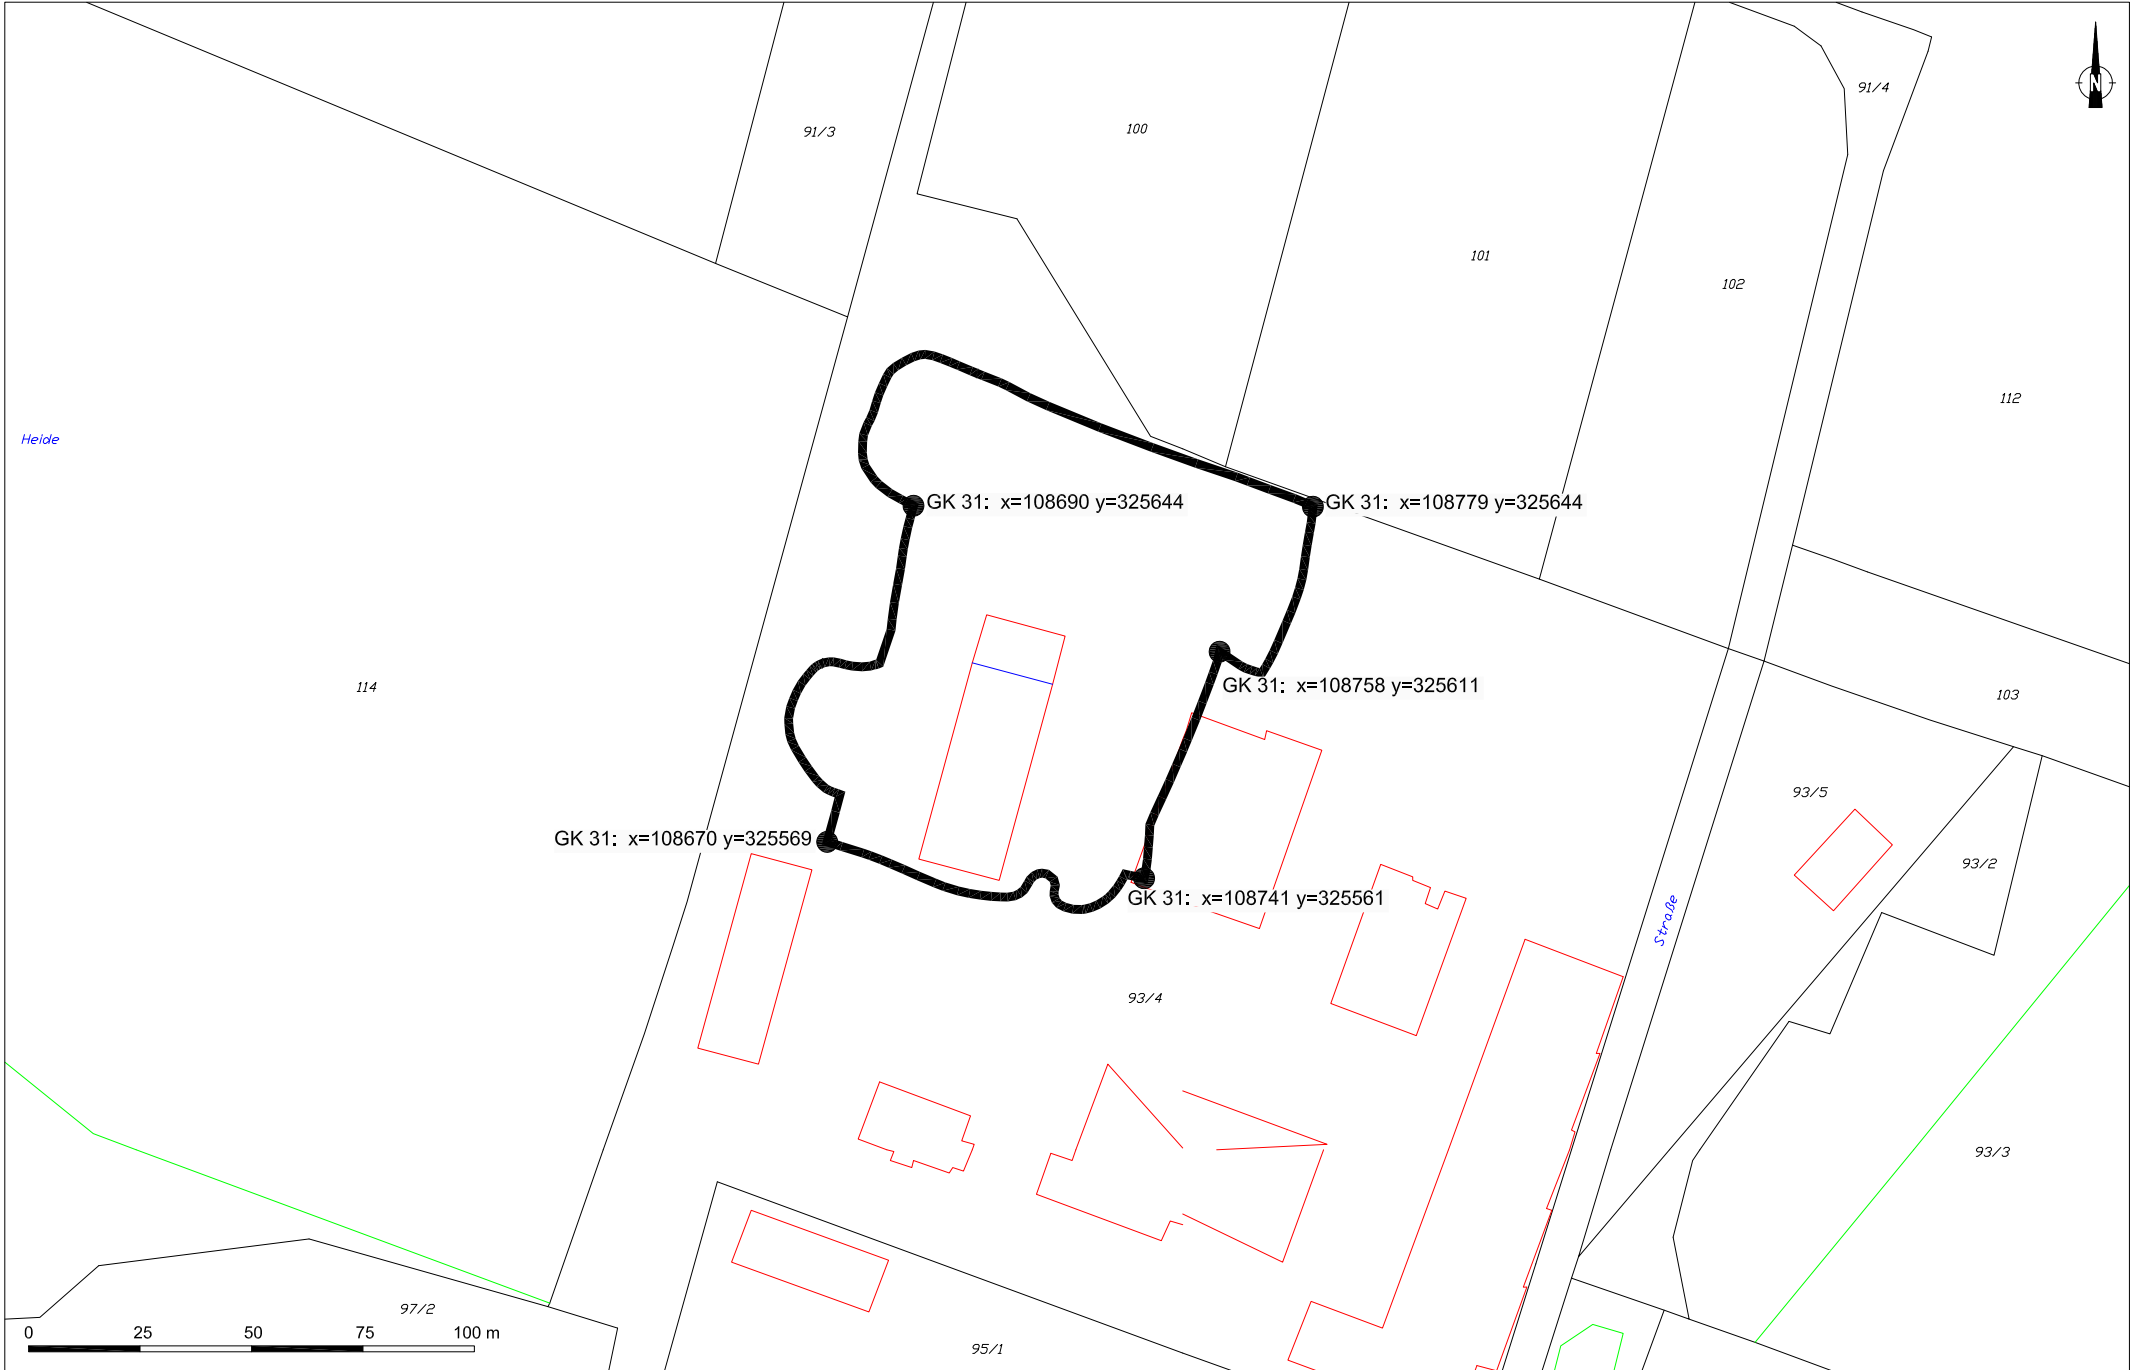 91/4
N
100
91/3
101
102
112
Heide
GK 31: x=108690 y=325644
GK 31: x=108779 y=325644
114
GK 31: x=108758 y=325611
103
93/5
GK 31: x=108670 y=325569
93/2
GK 31: x=108741 y=325561
Straße
93/4
93/3
97/2
0 25 50 75 100 m
95/1